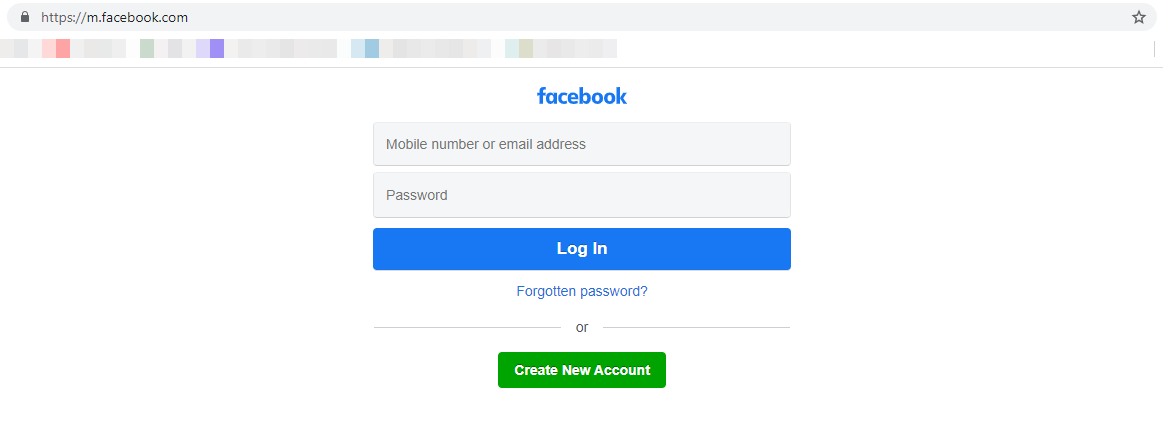 https://m.facebook.com
facebook
Mobile number or email address
Password
Log In
Forgotten password?
or
Create New Account